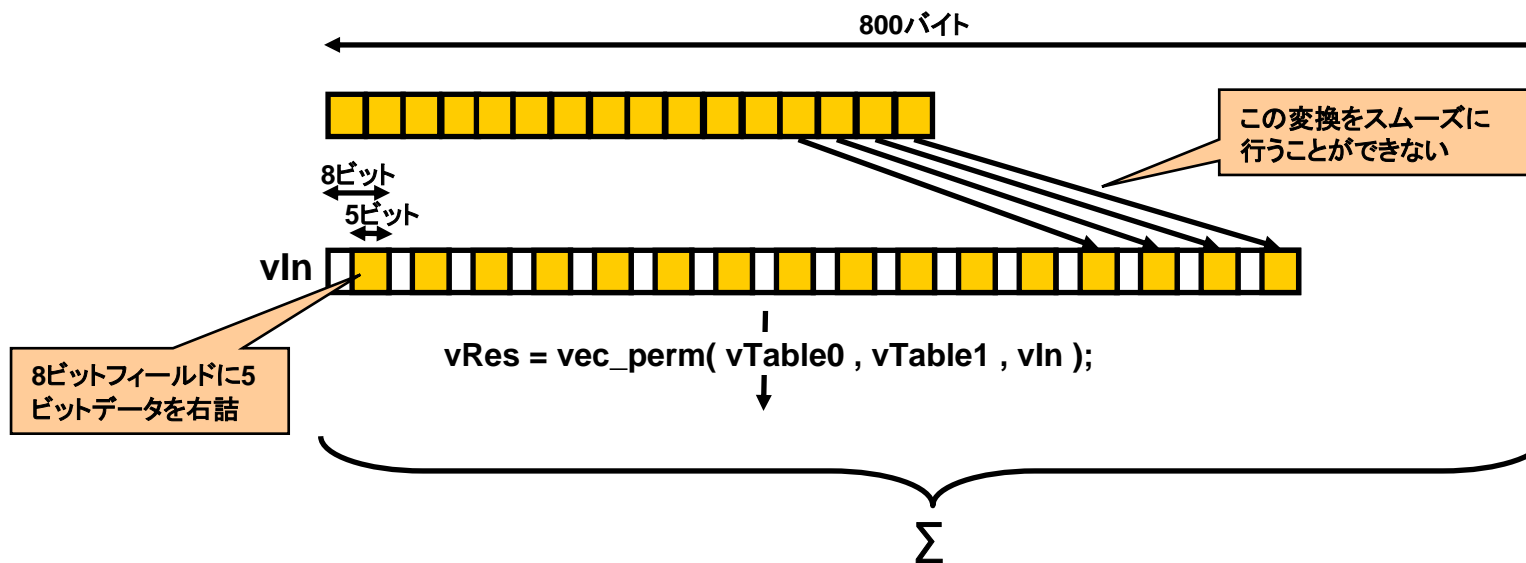 800バイト
この変換をスムーズに
行うことができない
8ビット
5ビット
vIn
vRes = vec_perm( vTable0 , vTable1 , vIn );
8ビットフィールドに5
ビットデータを右詰
Σ